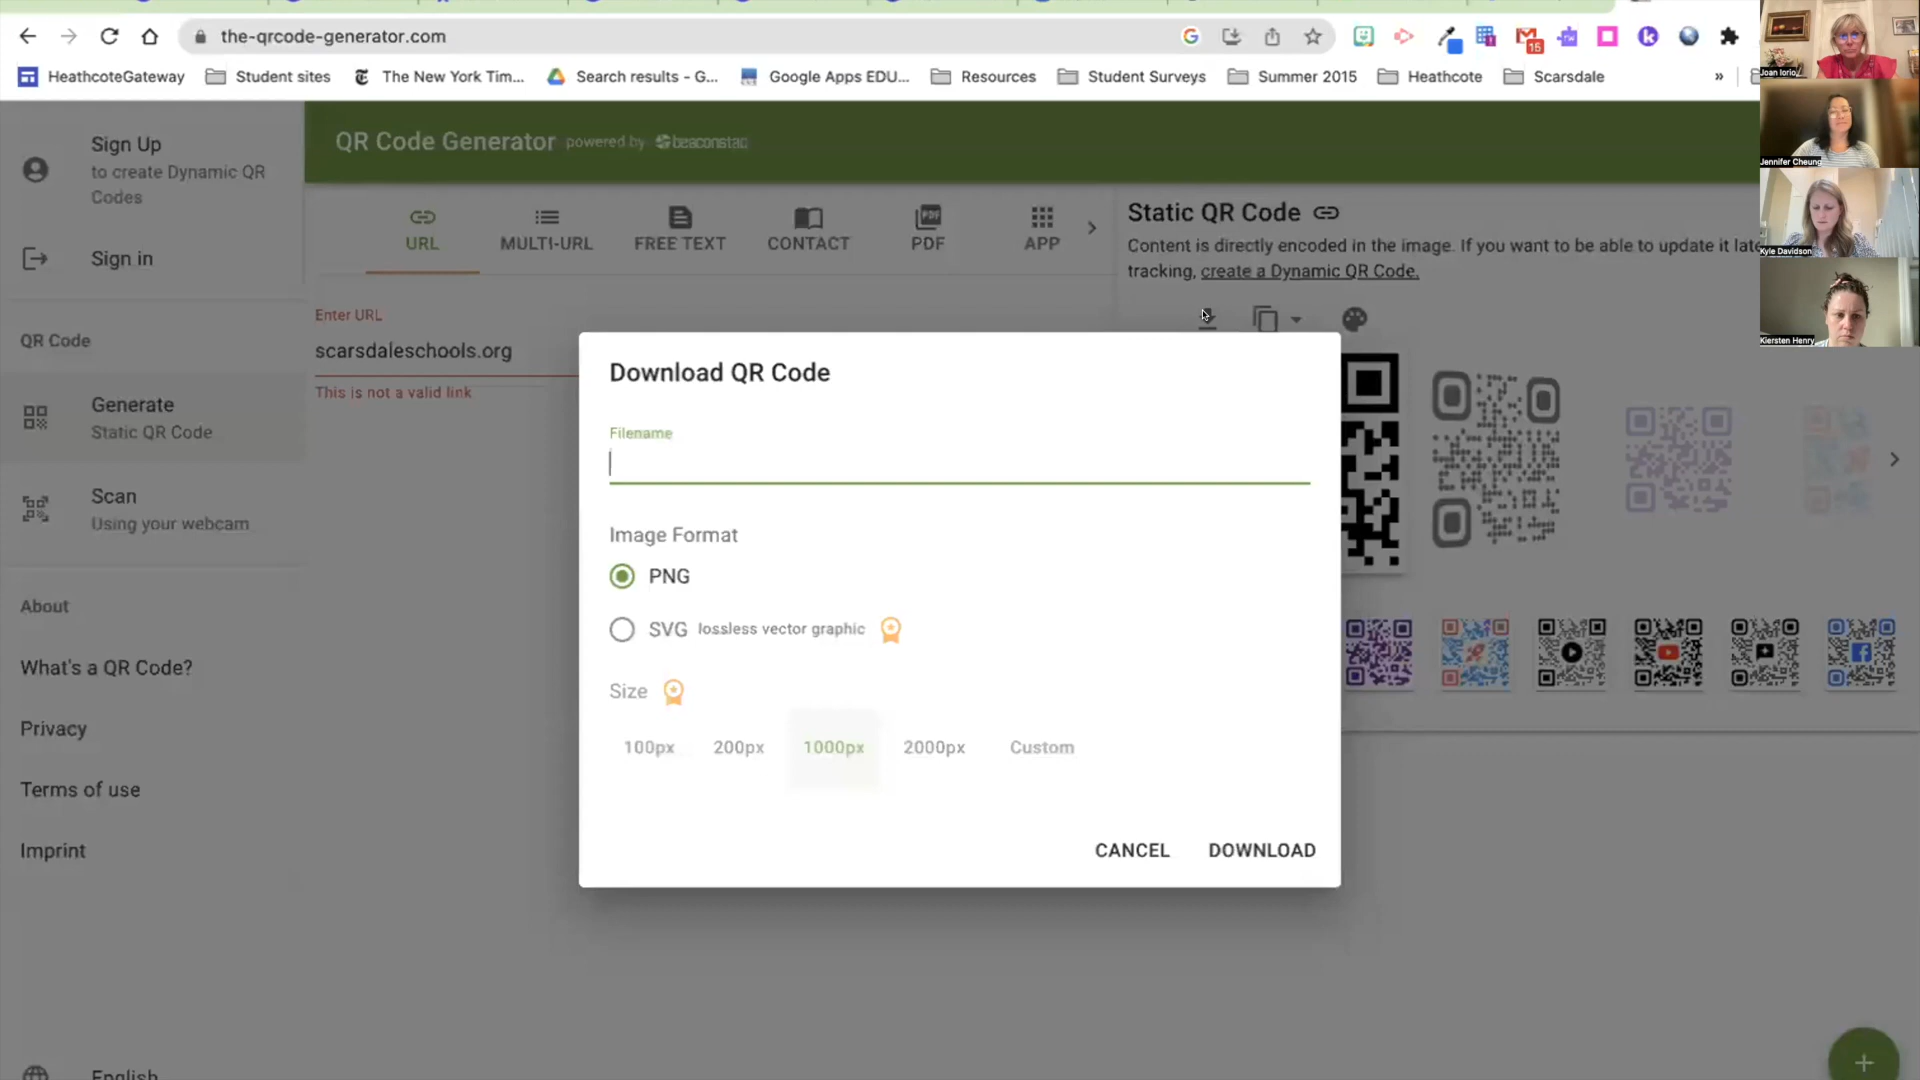 the-qrcode-generator.com
15
HeathcoteGateway
Student sites
The New York Tim...
Search results - G...
Google Apps EDU...
Resources
Student Surveys
Summer 2015
Heathcote
Scarsdale
»
Joan Iorio
Jennifer Cheung
Kyle Davidson
Kiersten Henry
Sign Up
to create Dynamic QR
Codes
Sign in
QR Code
Generate
Static QR Code
Scan
Using your webcam
About
What's a QR Code?
Privacy
Terms of use
Imprint
English
QR Code Generator powered by beaconstac
URL
MULTI-URL
FREE TEXT
CONTACT
PDF
APP
Enter URL
scarsdaleschools.org
This is not a valid link
Static QR Code
Content is directly encoded in the image. If you want to be able to update it
tracking, create a Dynamic QR Code.
Download QR Code
Filename
Image Format
PNG
SVG lossless vector graphic
Size
100px
200px
1000px
2000px
Custom
CANCEL
DOWNLOAD